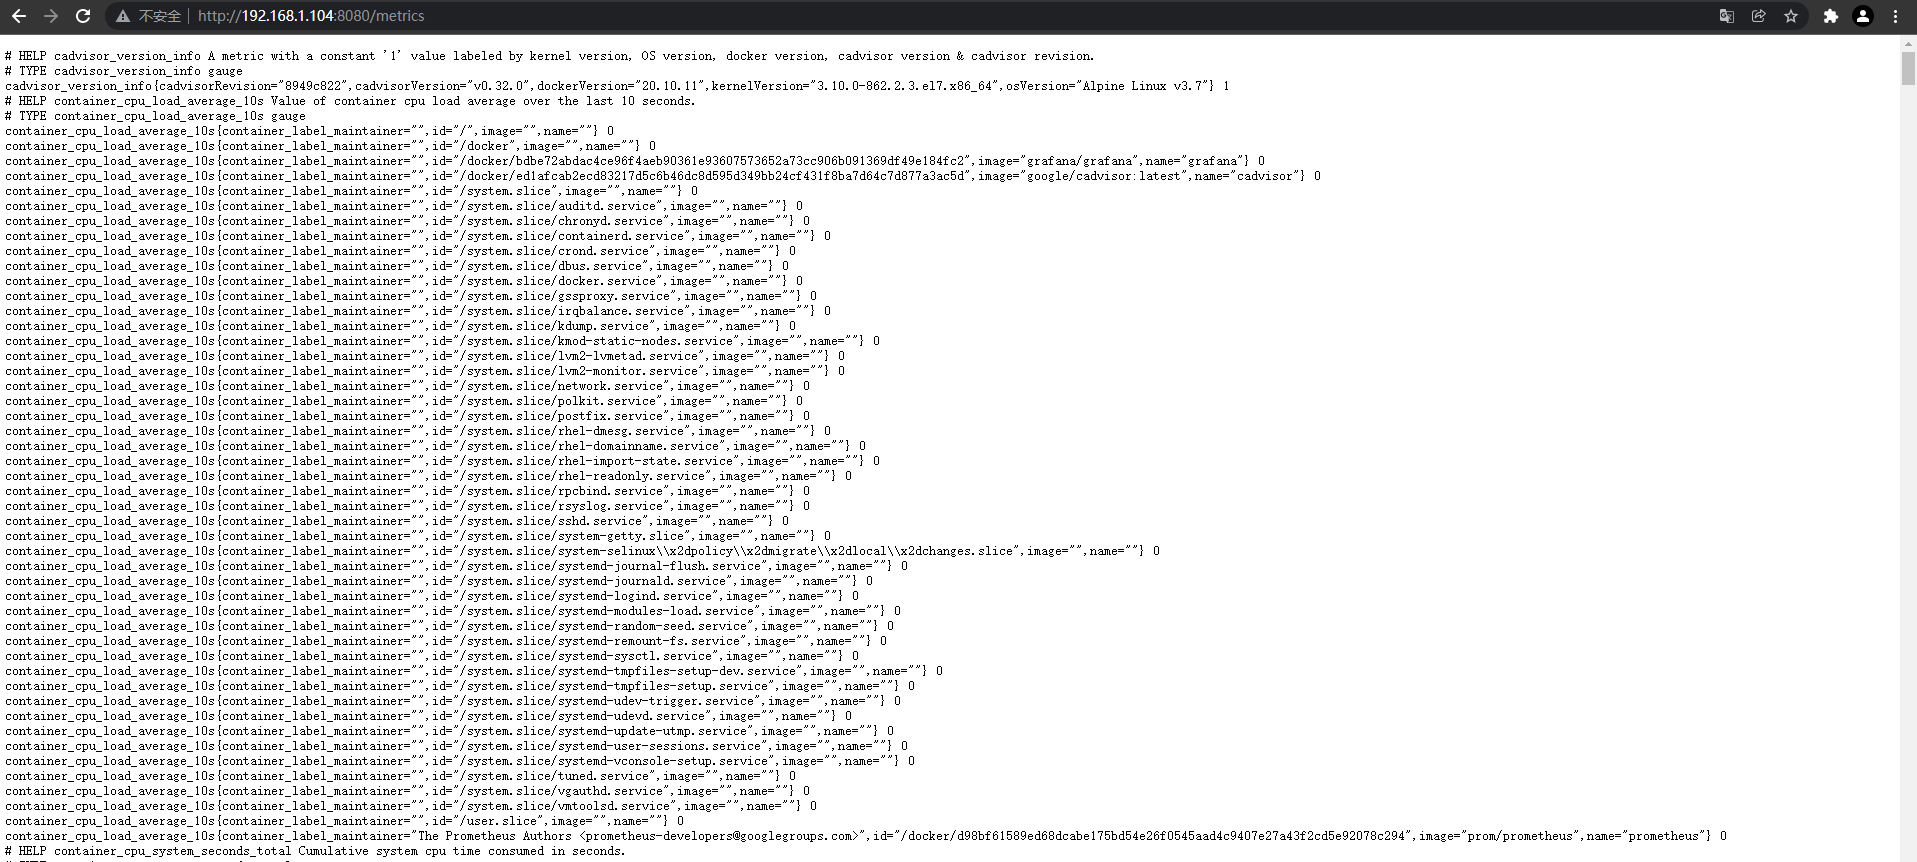 不安全 | http://192.168.1.104:8080/metrics
# HELP cadvisor_version_info A metric with a constant '1' value labeled by kernel version, OS version, docker version, cadvisor version & cadvisor revision.
# TYPE cadvisor_version_info gauge
cadvisor_version_info{cadvisorRevision="8949c822",cadvisorVersion="v0.32.0",dockerVersion="20.10.11",kernelVersion="3.10.0-862.2.3.el7.x86_64",osVersion="Alpine Linux v3.7"} 1
# HELP container_cpu_load_average_10s Value of container cpu load average over the last 10 seconds.
# TYPE container_cpu_load_average_10s gauge
container_cpu_load_average_10s{container_label_maintainer="",id="/",image="",name=""} 0
container_cpu_load_average_10s{container_label_maintainer="",id="/docker",image="",name=""} 0
container_cpu_load_average_10s{container_label_maintainer="",id="/docker/bdbe72abdac4ce96f4aeb90361e93607573652a73cc906b091369df49e184fc2",image="grafana/grafana",name="grafana"} 0
container_cpu_load_average_10s{container_label_maintainer="",id="/docker/ed1afcab2ecd83217d5c6b46dc8d595d349bb24cf431f8ba7d64c7d877a3ac5d",image="google/cadvisor:latest",name="cadvisor"} 0
container_cpu_load_average_10s{container_label_maintainer="",id="/system.slice",image="",name=""} 0
container_cpu_load_average_10s{container_label_maintainer="",id="/system.slice/auditd.service",image="",name=""} 0
container_cpu_load_average_10s{container_label_maintainer="",id="/system.slice/chronyd.service",image="",name=""} 0
container_cpu_load_average_10s{container_label_maintainer="",id="/system.slice/containerd.service",image="",name=""} 0
container_cpu_load_average_10s{container_label_maintainer="",id="/system.slice/crond.service",image="",name=""} 0
container_cpu_load_average_10s{container_label_maintainer="",id="/system.slice/dbus.service",image="",name=""} 0
container_cpu_load_average_10s{container_label_maintainer="",id="/system.slice/docker.service",image="",name=""} 0
container_cpu_load_average_10s{container_label_maintainer="",id="/system.slice/gssproxy.service",image="",name=""} 0
container_cpu_load_average_10s{container_label_maintainer="",id="/system.slice/irqbalance.service",image="",name=""} 0
container_cpu_load_average_10s{container_label_maintainer="",id="/system.slice/kdump.service",image="",name=""} 0
container_cpu_load_average_10s{container_label_maintainer="",id="/system.slice/kmod-static-nodes.service",image="",name=""} 0
container_cpu_load_average_10s{container_label_maintainer="",id="/system.slice/lvm2-lvmetad.service",image="",name=""} 0
container_cpu_load_average_10s{container_label_maintainer="",id="/system.slice/lvm2-monitor.service",image="",name=""} 0
container_cpu_load_average_10s{container_label_maintainer="",id="/system.slice/network.service",image="",name=""} 0
container_cpu_load_average_10s{container_label_maintainer="",id="/system.slice/polkit.service",image="",name=""} 0
container_cpu_load_average_10s{container_label_maintainer="",id="/system.slice/postfix.service",image="",name=""} 0
container_cpu_load_average_10s{container_label_maintainer="",id="/system.slice/rhel-dmesg.service",image="",name=""} 0
container_cpu_load_average_10s{container_label_maintainer="",id="/system.slice/rhel-domainname.service",image="",name=""} 0
container_cpu_load_average_10s{container_label_maintainer="",id="/system.slice/rhel-import-state.service",image="",name=""} 0
container_cpu_load_average_10s{container_label_maintainer="",id="/system.slice/rhel-readonly.service",image="",name=""} 0
container_cpu_load_average_10s{container_label_maintainer="",id="/system.slice/rpcbind.service",image="",name=""} 0
container_cpu_load_average_10s{container_label_maintainer="",id="/system.slice/rsyslog.service",image="",name=""} 0
container_cpu_load_average_10s{container_label_maintainer="",id="/system.slice/sshd.service",image="",name=""} 0
container_cpu_load_average_10s{container_label_maintainer="",id="/system.slice/system-getty.slice",image="",name=""} 0
container_cpu_load_average_10s{container_label_maintainer="",id="/system.slice/system-selinux\\x2dpolicy\\x2dmigrate\\x2dlocal\\x2dchanges.slice",image="",name=""} 0
container_cpu_load_average_10s{container_label_maintainer="",id="/system.slice/systemd-journal-flush.service",image="",name=""} 0
container_cpu_load_average_10s{container_label_maintainer="",id="/system.slice/systemd-journald.service",image="",name=""} 0
container_cpu_load_average_10s{container_label_maintainer="",id="/system.slice/systemd-logind.service",image="",name=""} 0
container_cpu_load_average_10s{container_label_maintainer="",id="/system.slice/systemd-modules-load.service",image="",name=""} 0
container_cpu_load_average_10s{container_label_maintainer="",id="/system.slice/systemd-random-seed.service",image="",name=""} 0
container_cpu_load_average_10s{container_label_maintainer="",id="/system.slice/systemd-remount-fs.service",image="",name=""} 0
container_cpu_load_average_10s{container_label_maintainer="",id="/system.slice/systemd-sysctl.service",image="",name=""} 0
container_cpu_load_average_10s{container_label_maintainer="",id="/system.slice/systemd-tmpfiles-setup-dev.service",image="",name=""} 0
container_cpu_load_average_10s{container_label_maintainer="",id="/system.slice/systemd-tmpfiles-setup.service",image="",name=""} 0
container_cpu_load_average_10s{container_label_maintainer="",id="/system.slice/systemd-udev-trigger.service",image="",name=""} 0
container_cpu_load_average_10s{container_label_maintainer="",id="/system.slice/systemd-udevd.service",image="",name=""} 0
container_cpu_load_average_10s{container_label_maintainer="",id="/system.slice/systemd-update-utmp.service",image="",name=""} 0
container_cpu_load_average_10s{container_label_maintainer="",id="/system.slice/systemd-user-sessions.service",image="",name=""} 0
container_cpu_load_average_10s{container_label_maintainer="",id="/system.slice/systemd-vconsole-setup.service",image="",name=""} 0
container_cpu_load_average_10s{container_label_maintainer="",id="/system.slice/tuned.service",image="",name=""} 0
container_cpu_load_average_10s{container_label_maintainer="",id="/system.slice/vgauthd.service",image="",name=""} 0
container_cpu_load_average_10s{container_label_maintainer="",id="/system.slice/vmtoolsd.service",image="",name=""} 0
container_cpu_load_average_10s{container_label_maintainer="",id="/user.slice",image="",name=""} 0
container_cpu_load_average_10s{container_label_maintainer="The Prometheus Authors <prometheus-developers@googlegroups.com>",id="/docker/d98bf61589ed68dcabe175bd54e26f0545aad4c9407e27a43f2cd5e92078c294",image="prom/prometheus",name="prometheus"} 0
# HELP container_cpu_system_seconds_total Cumulative system cpu time consumed in seconds.